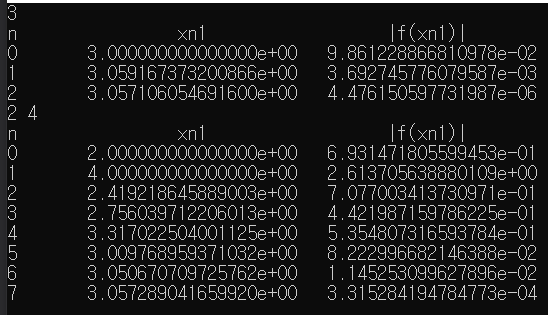 3
n xn1 |f(xn1)|
0 3.000000000000000e+00 9.861228866810978e-02
1 3.059167373200866e+00 3.692745776079587e-03
2 3.057106054691600e+00 4.476150597731987e-06
2 4
n xn1 |f(xn1)|
0 2.000000000000000e+00 6.931471805599453e-01
1 4.000000000000000e+00 2.613705638880109e+00
2 2.419218645889003e+00 7.077003413730971e-01
3 2.756039712206013e+00 4.421987159786225e-01
4 3.317022504001125e+00 5.354807316593784e-01
5 3.009768959371032e+00 8.222996682146388e-02
6 3.050670709725762e+00 1.145253099627896e-02
7 3.057289041659920e+00 3.315284194784773e-04